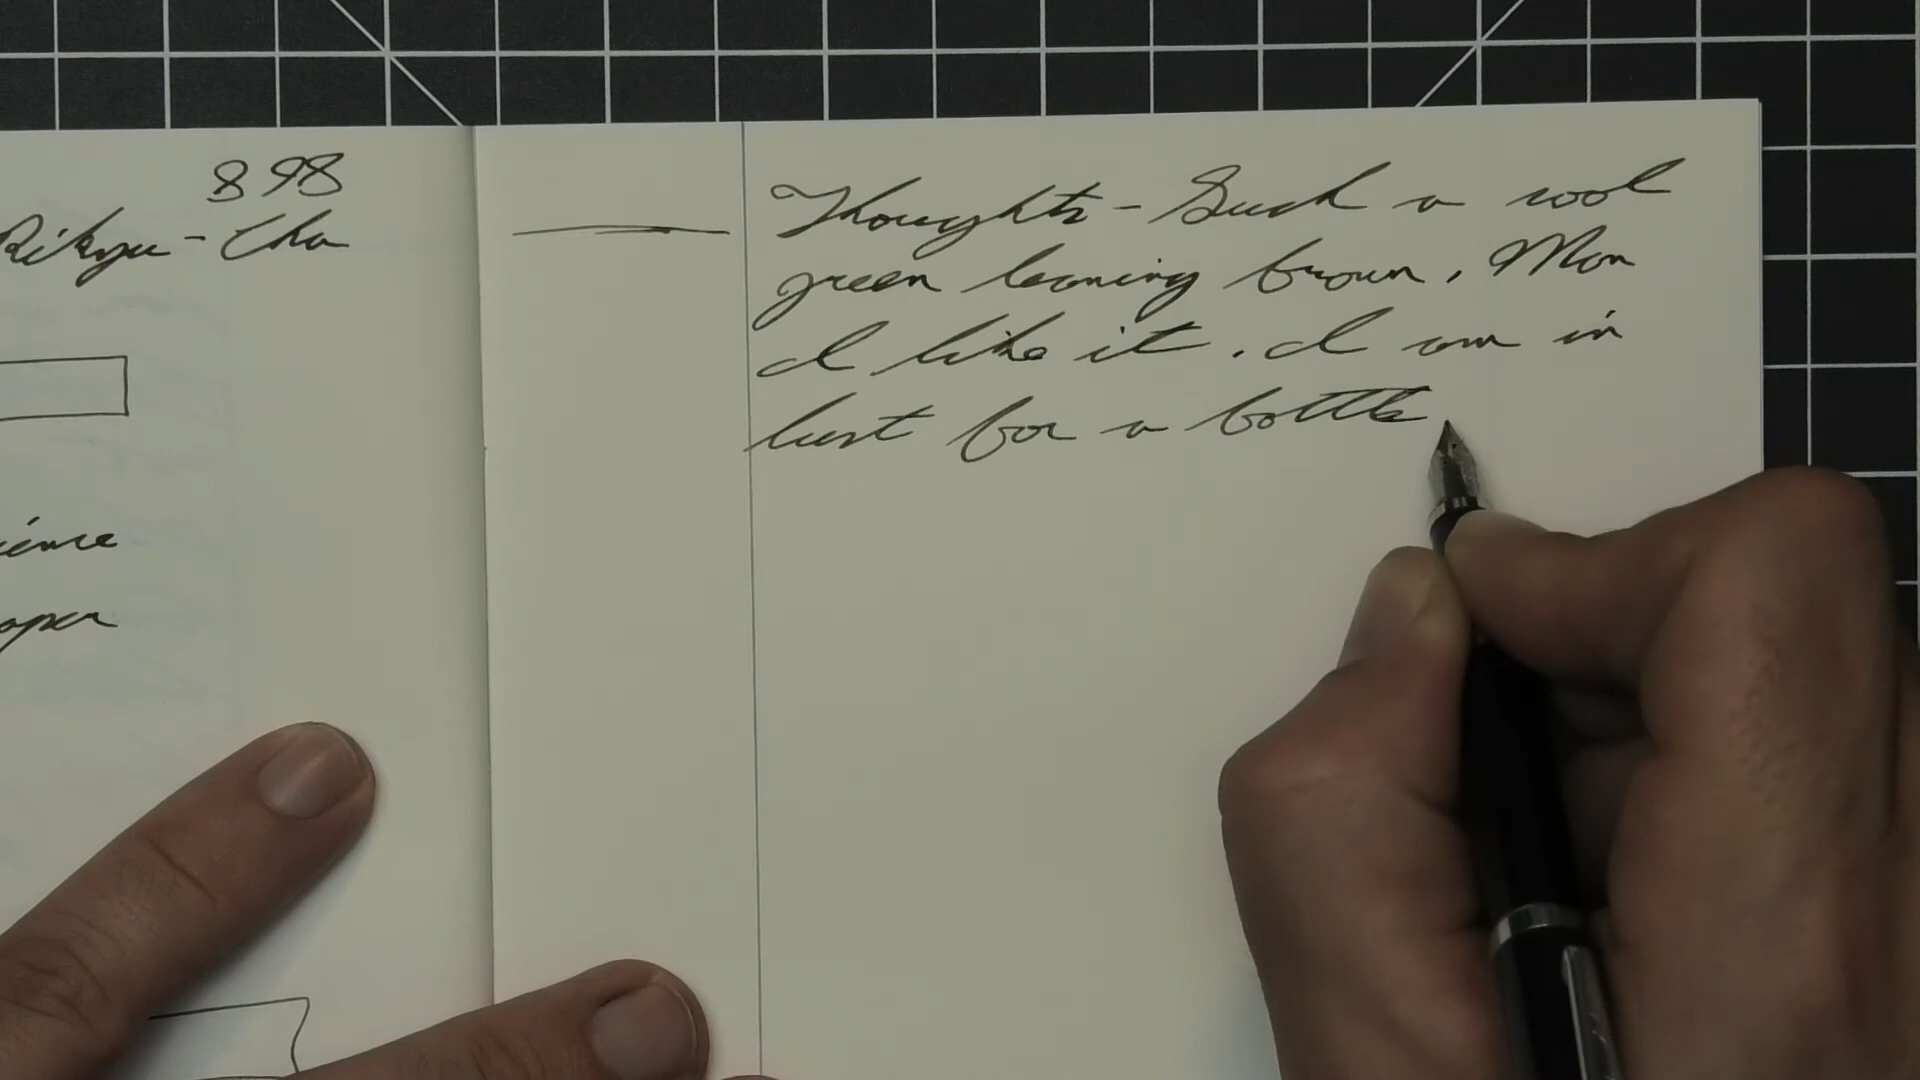 898
Rikyu-Cha
Thoughts - Such a cool
green leaning brown. Man
I like it. I am in
lust for a bottle